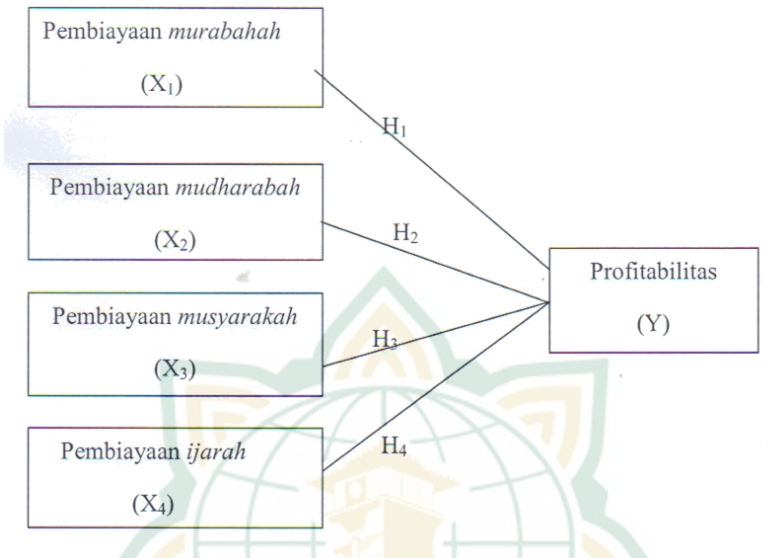 Pembiayaan murabahah
(X₁)
H₁
Pembiayaan mudharabah
(X₂)
H₂
Profitabilitas
(Y)
Pembiayaan musyarakah
(X₃)
H₃
Pembiayaan ijarah
(X₄)
H₄